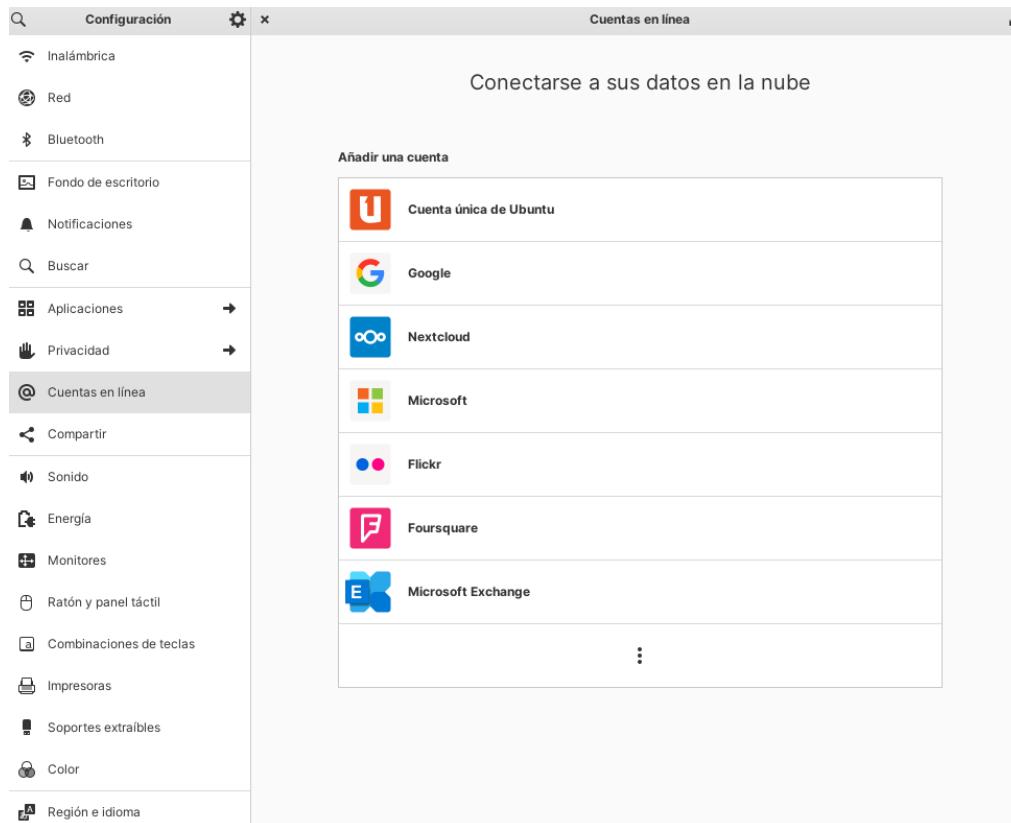 Configuración
Cuentas en línea
Inalámbrica
Red
Bluetooth
Fondo de escritorio
Notificaciones
Buscar
Aplicaciones
Privacidad
Cuentas en línea
Compartir
Sonido
Energía
Monitores
Ratón y panel táctil
Combinaciones de teclas
Impresoras
Soportes extraíbles
Color
Región e idioma
Conectarse a sus datos en la nube
Añadir una cuenta
Cuenta única de Ubuntu
Google
Nextcloud
Microsoft
Flickr
Foursquare
Microsoft Exchange